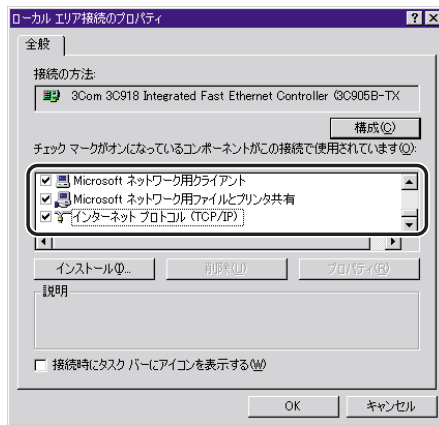 ローカル エリア接続のプロパティ
全般
接続の方法:
3Com 3C918 Integrated Fast Ethernet Controller (3C905B-TX
構成(C)
チェック マークがオンになっているコンポーネントがこの接続で使用されています(O):
Microsoft ネットワーク用クライアント
Microsoft ネットワーク用ファイルとプリンタ共有
インターネット プロトコル (TCP/IP)
インストール(I)...
削除(U)
プロパティ(R)
説明
接続時にタスク バーにアイコンを表示する(W)
OK
キャンセル